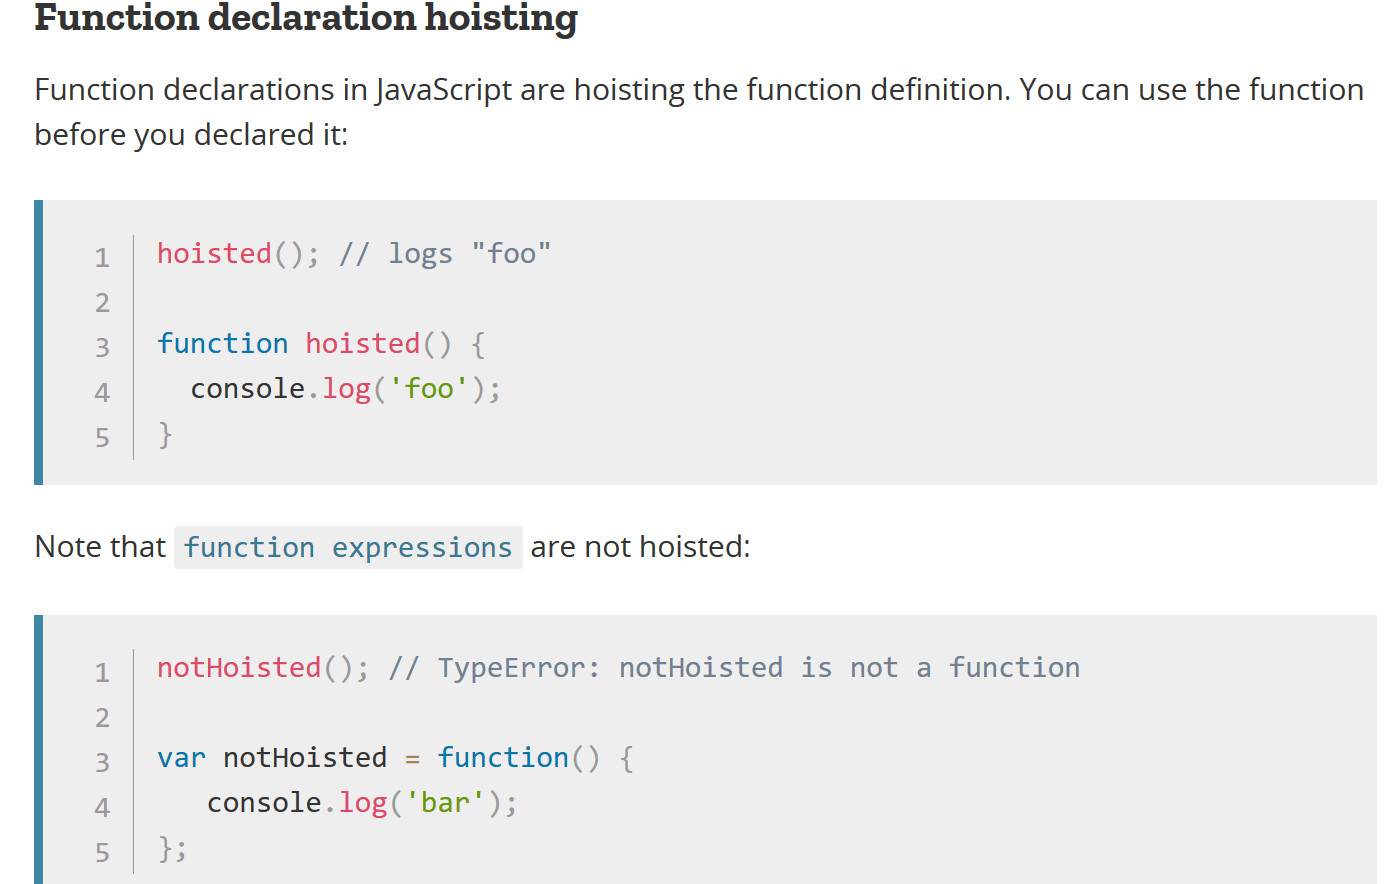 Function declaration hoisting
Function declarations in JavaScript are hoisting the function definition. You can use the function
before you declared it:
1 hoisted(); // logs "foo"
2
3 function hoisted() {
4   console.log('foo');
5 }
Note that function expressions are not hoisted:
1 notHoisted(); // TypeError: notHoisted is not a function
2
3 var notHoisted = function() {
4    console.log('bar');
5 };